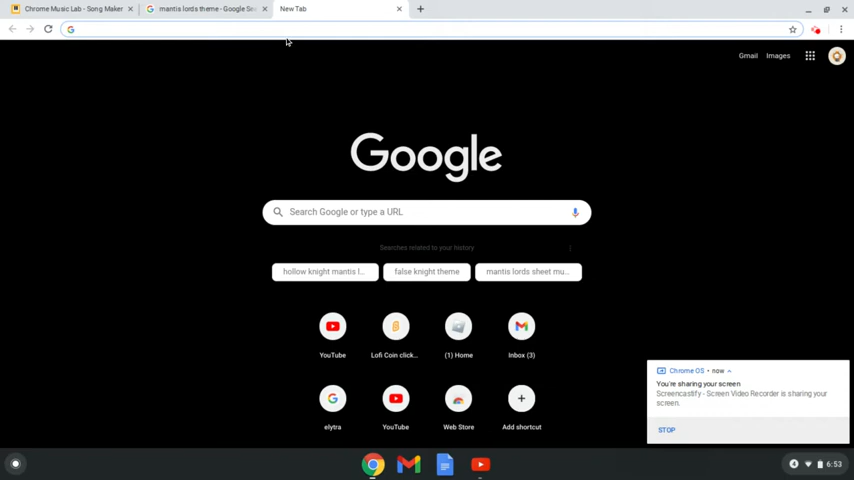 Chrome Music Lab - Song Maker
mantis lords theme - Google Se
New Tab
Gmail
Images
Google
Search Google or type a URL
Searches related to your history
hollow knight mantis l...
false knight theme
mantis lords sheet mu...
YouTube
Lofi Coin click...
(1) Home
Inbox (3)
elytra
YouTube
Web Store
Add shortcut
Chrome OS • now
You're sharing your screen
Screencastify - Screen Video Recorder is sharing your
screen.
STOP
4
6:53